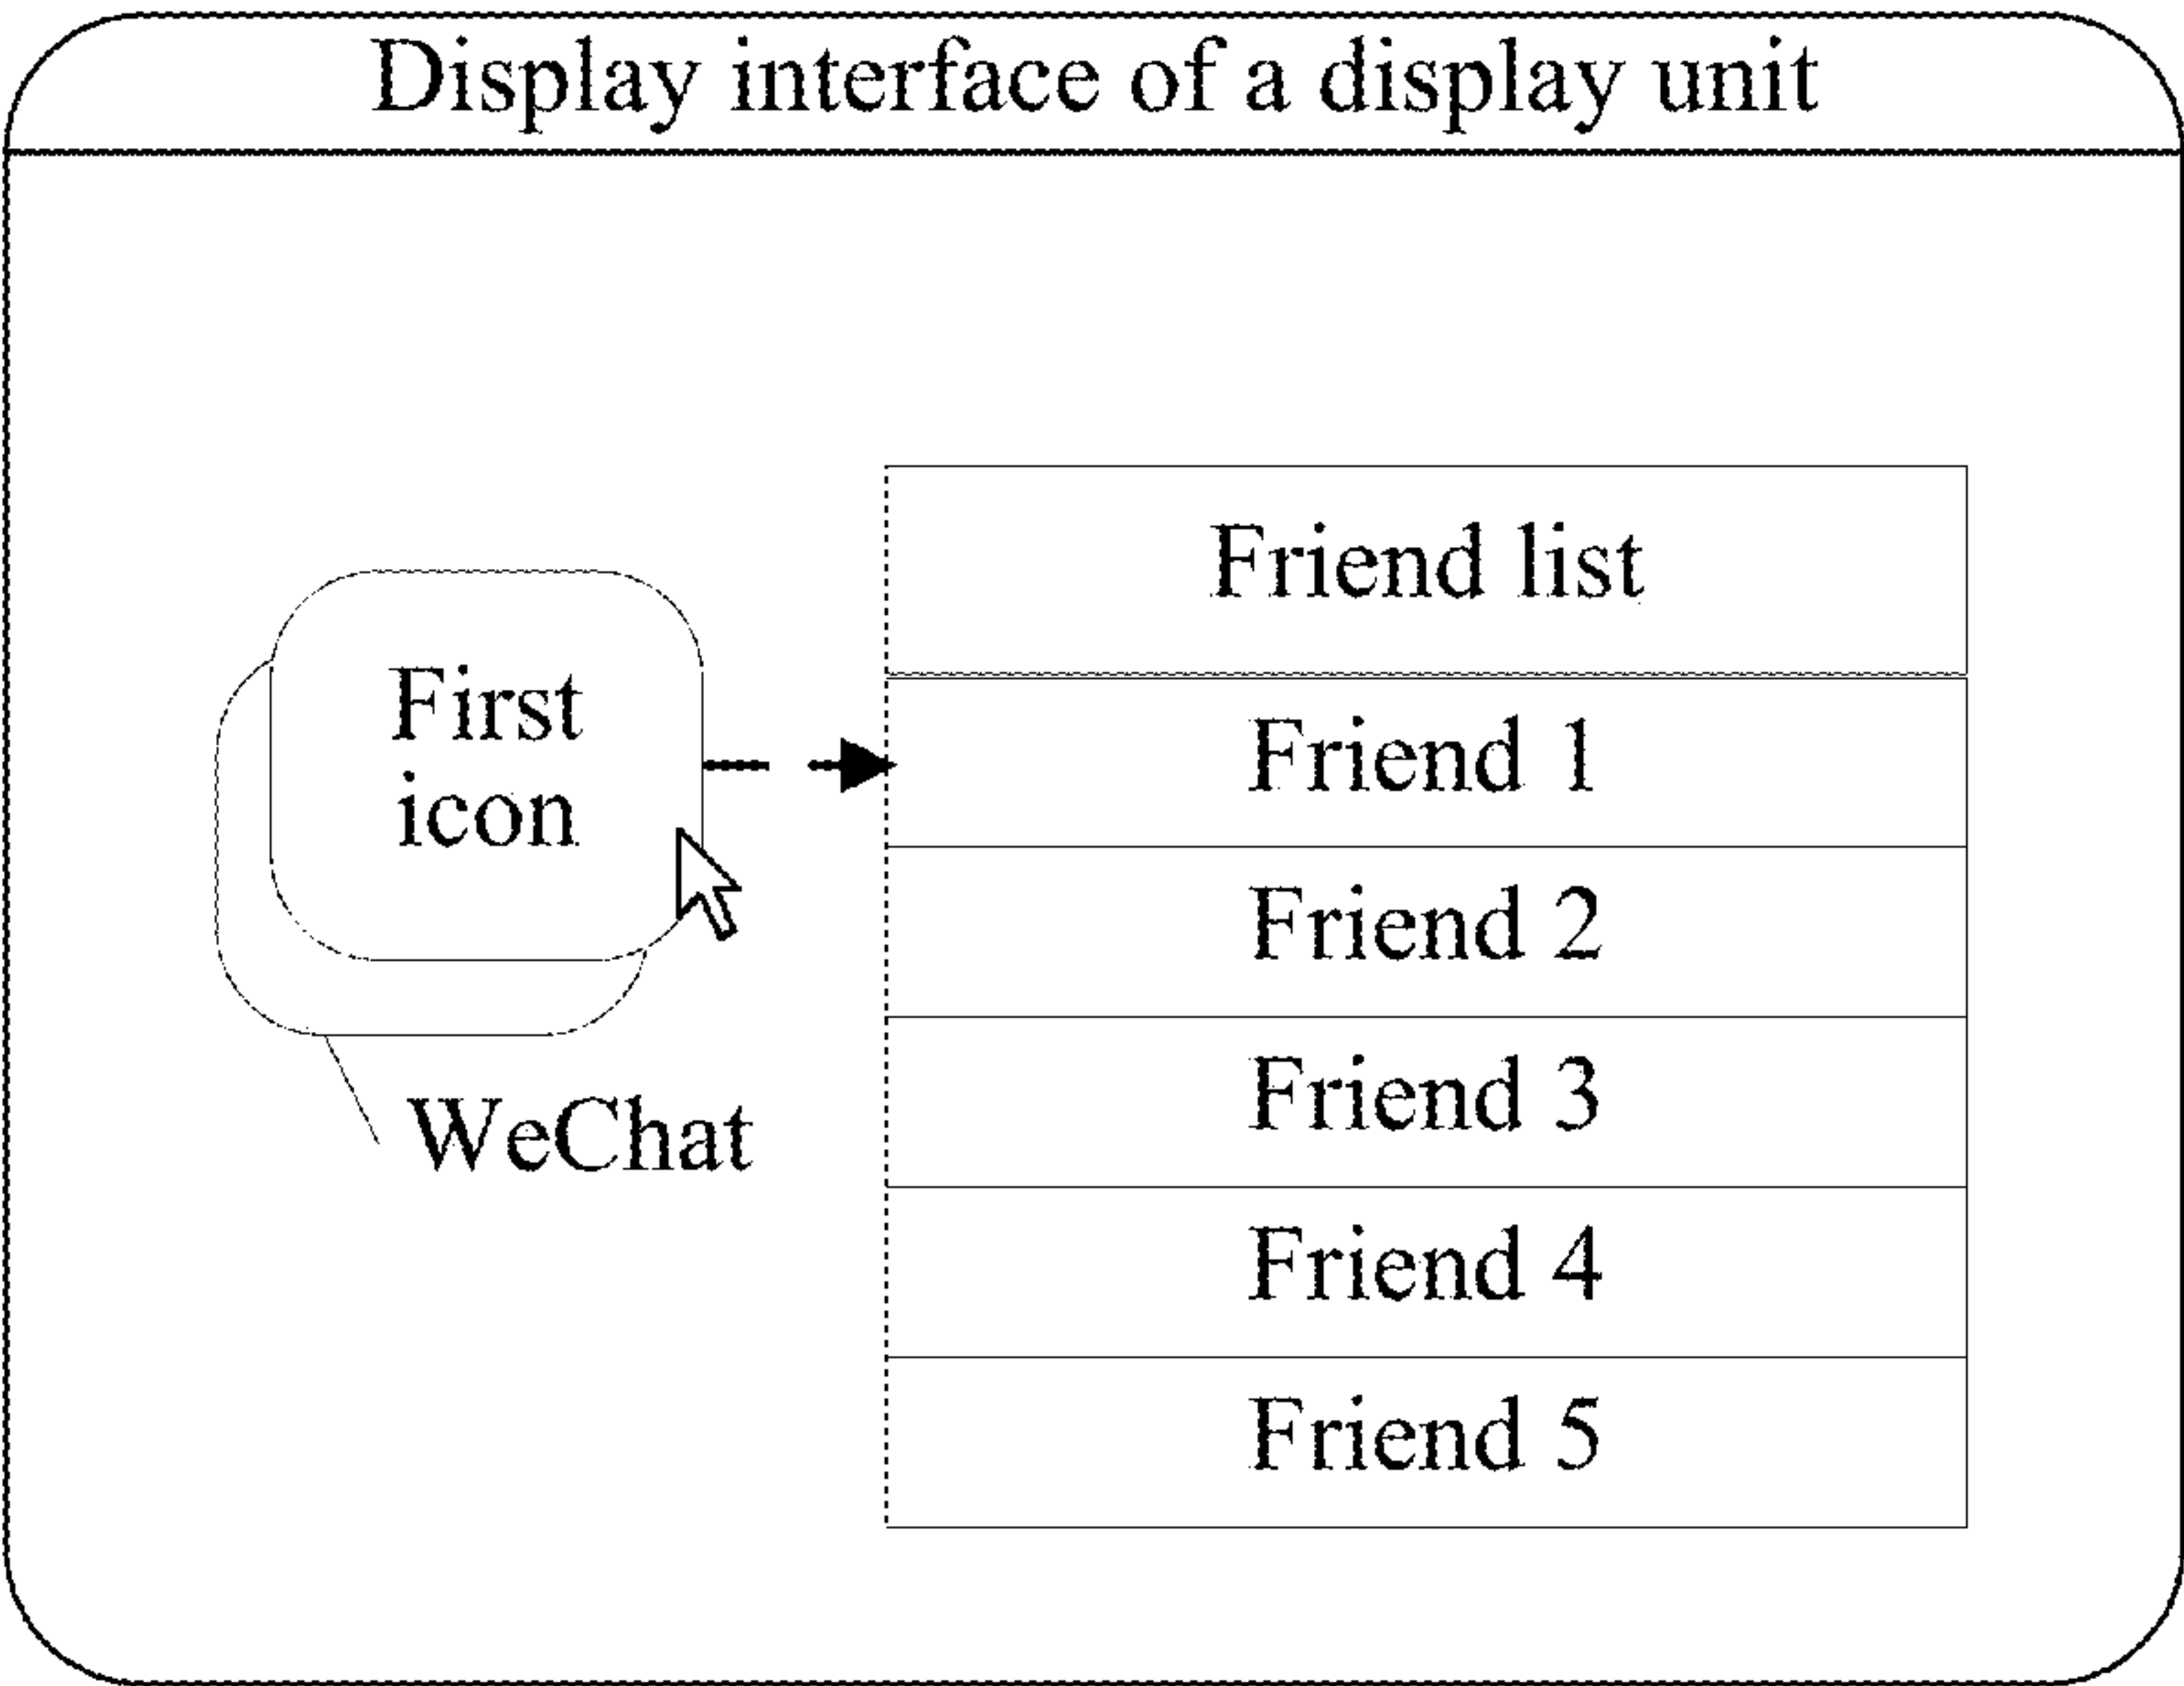 Display interface of a display unit
First
icon
WeChat
Friend list
Friend 1
Friend 2
Friend 3
Friend 4
Friend 5